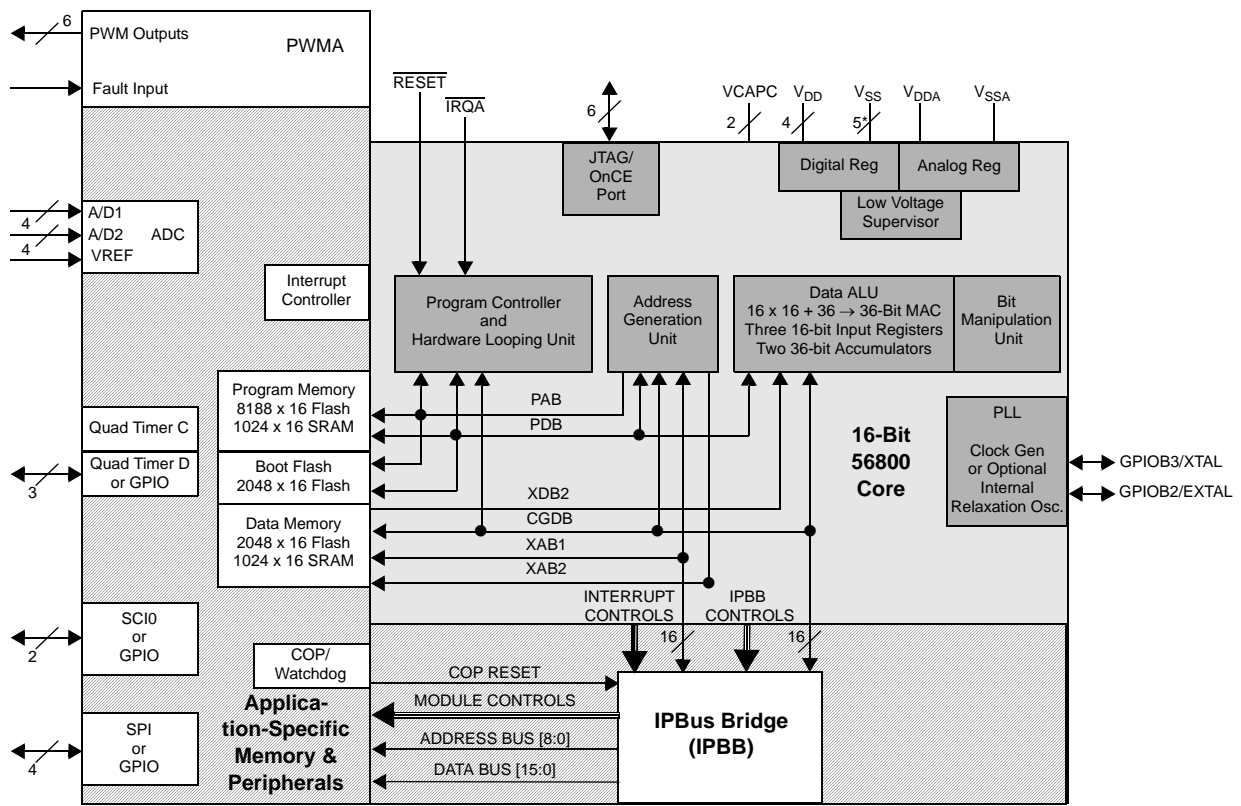 6
PWM Outputs
PWMA
Fault Input
RESET
IRQA
6
JTAG/
OnCE
Port
VCAPC
2
VDD
4
VSS
5*
VDDA
VSSA
Digital Reg
Analog Reg
Low Voltage
Supervisor
4
A/D1
4
A/D2
ADC
VREF
Interrupt
Controller
Program Controller
and
Hardware Looping Unit
Address
Generation
Unit
Data ALU
16 x 16 + 36 → 36-Bit MAC
Three 16-bit Input Registers
Two 36-bit Accumulators
Bit
Manipulation
Unit
Program Memory
8188 x 16 Flash
1024 x 16 SRAM
PAB
PDB
Quad Timer C
Quad Timer D
or GPIO
3
Boot Flash
2048 x 16 Flash
XDB2
CGDB
XAB1
XAB2
Data Memory
2048 x 16 Flash
1024 x 16 SRAM
16-Bit
56800
Core
PLL
Clock Gen
or Optional
Internal
Relaxation Osc.
GPIOB3/XTAL
GPIOB2/EXTAL
INTERRUPT
CONTROLS
16
IPBB
CONTROLS
16
2
SCI0
or
GPIO
COP/
Watchdog
COP RESET
MODULE CONTROLS
ADDRESS BUS [8:0]
DATA BUS [15:0]
Applica-
tion-Specific
Memory &
Peripherals
4
SPI
or
GPIO
IPBus Bridge
(IPBB)